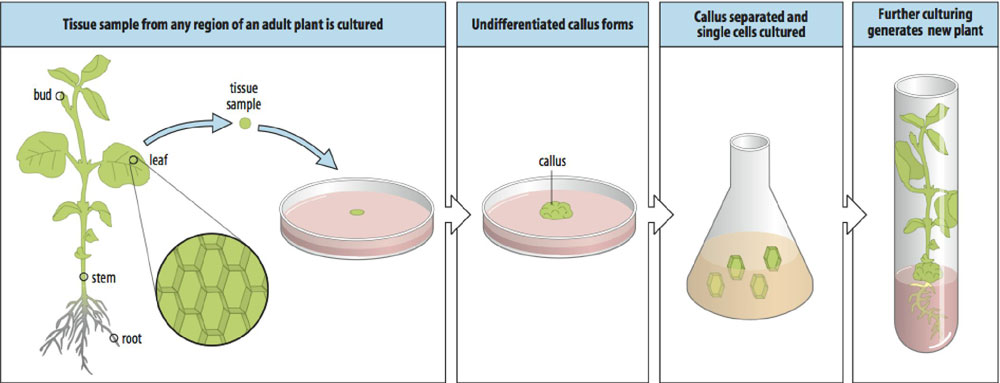 Tissue sample from any region of an adult plant is cultured
bud
tissue
sample
leaf
stem
root
Undifferentiated callus forms
callus
Callus separated and
single cells cultured
Further culturing
generates new plant